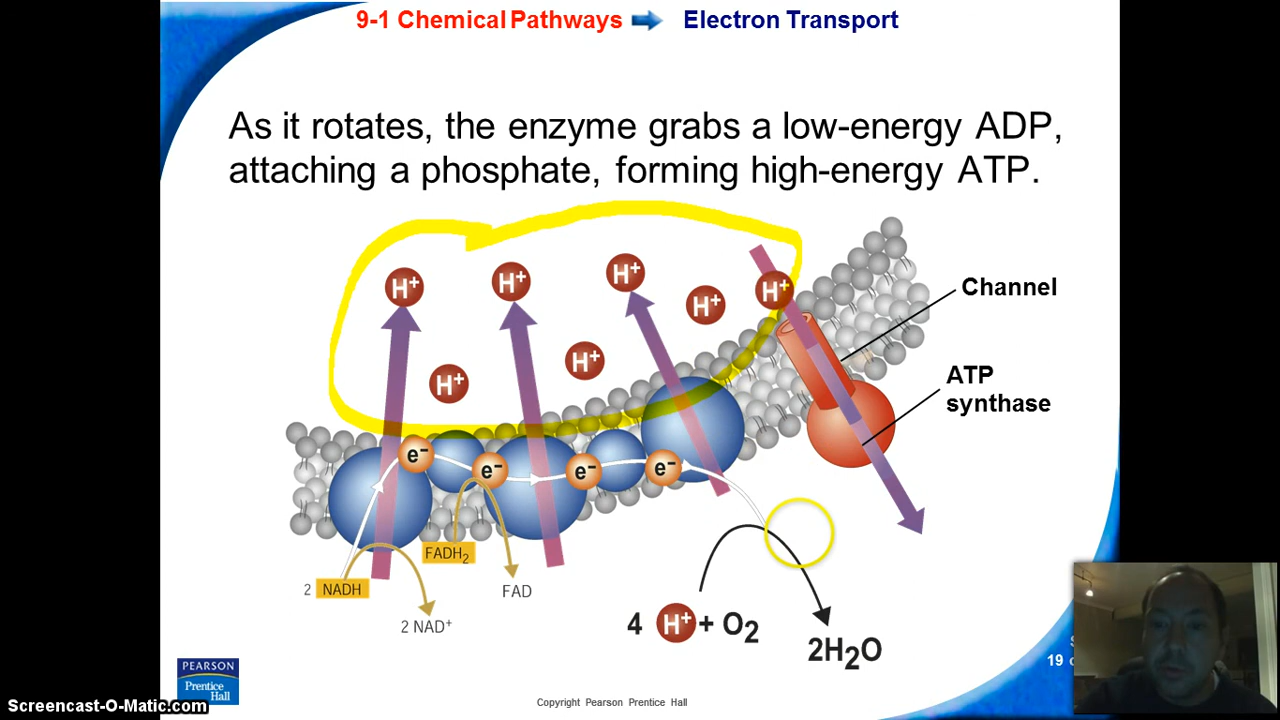 9-1 Chemical Pathways Electron Transport
As it rotates, the enzyme grabs a low-energy ADP,
attaching a phosphate, forming high-energy ATP.
H⁺ H⁺ H⁺ H⁺ H⁺
H⁺ H⁺
Channel
ATP
synthase
e⁻ e⁻ e⁻ e⁻
FADH₂
2 NADH
FAD
2 NAD⁺
4 H⁺ + O₂
2H₂O
19
PEARSON
Prentice
Hall
Copyright Pearson Prentice Hall
Screencast-O-Matic.com